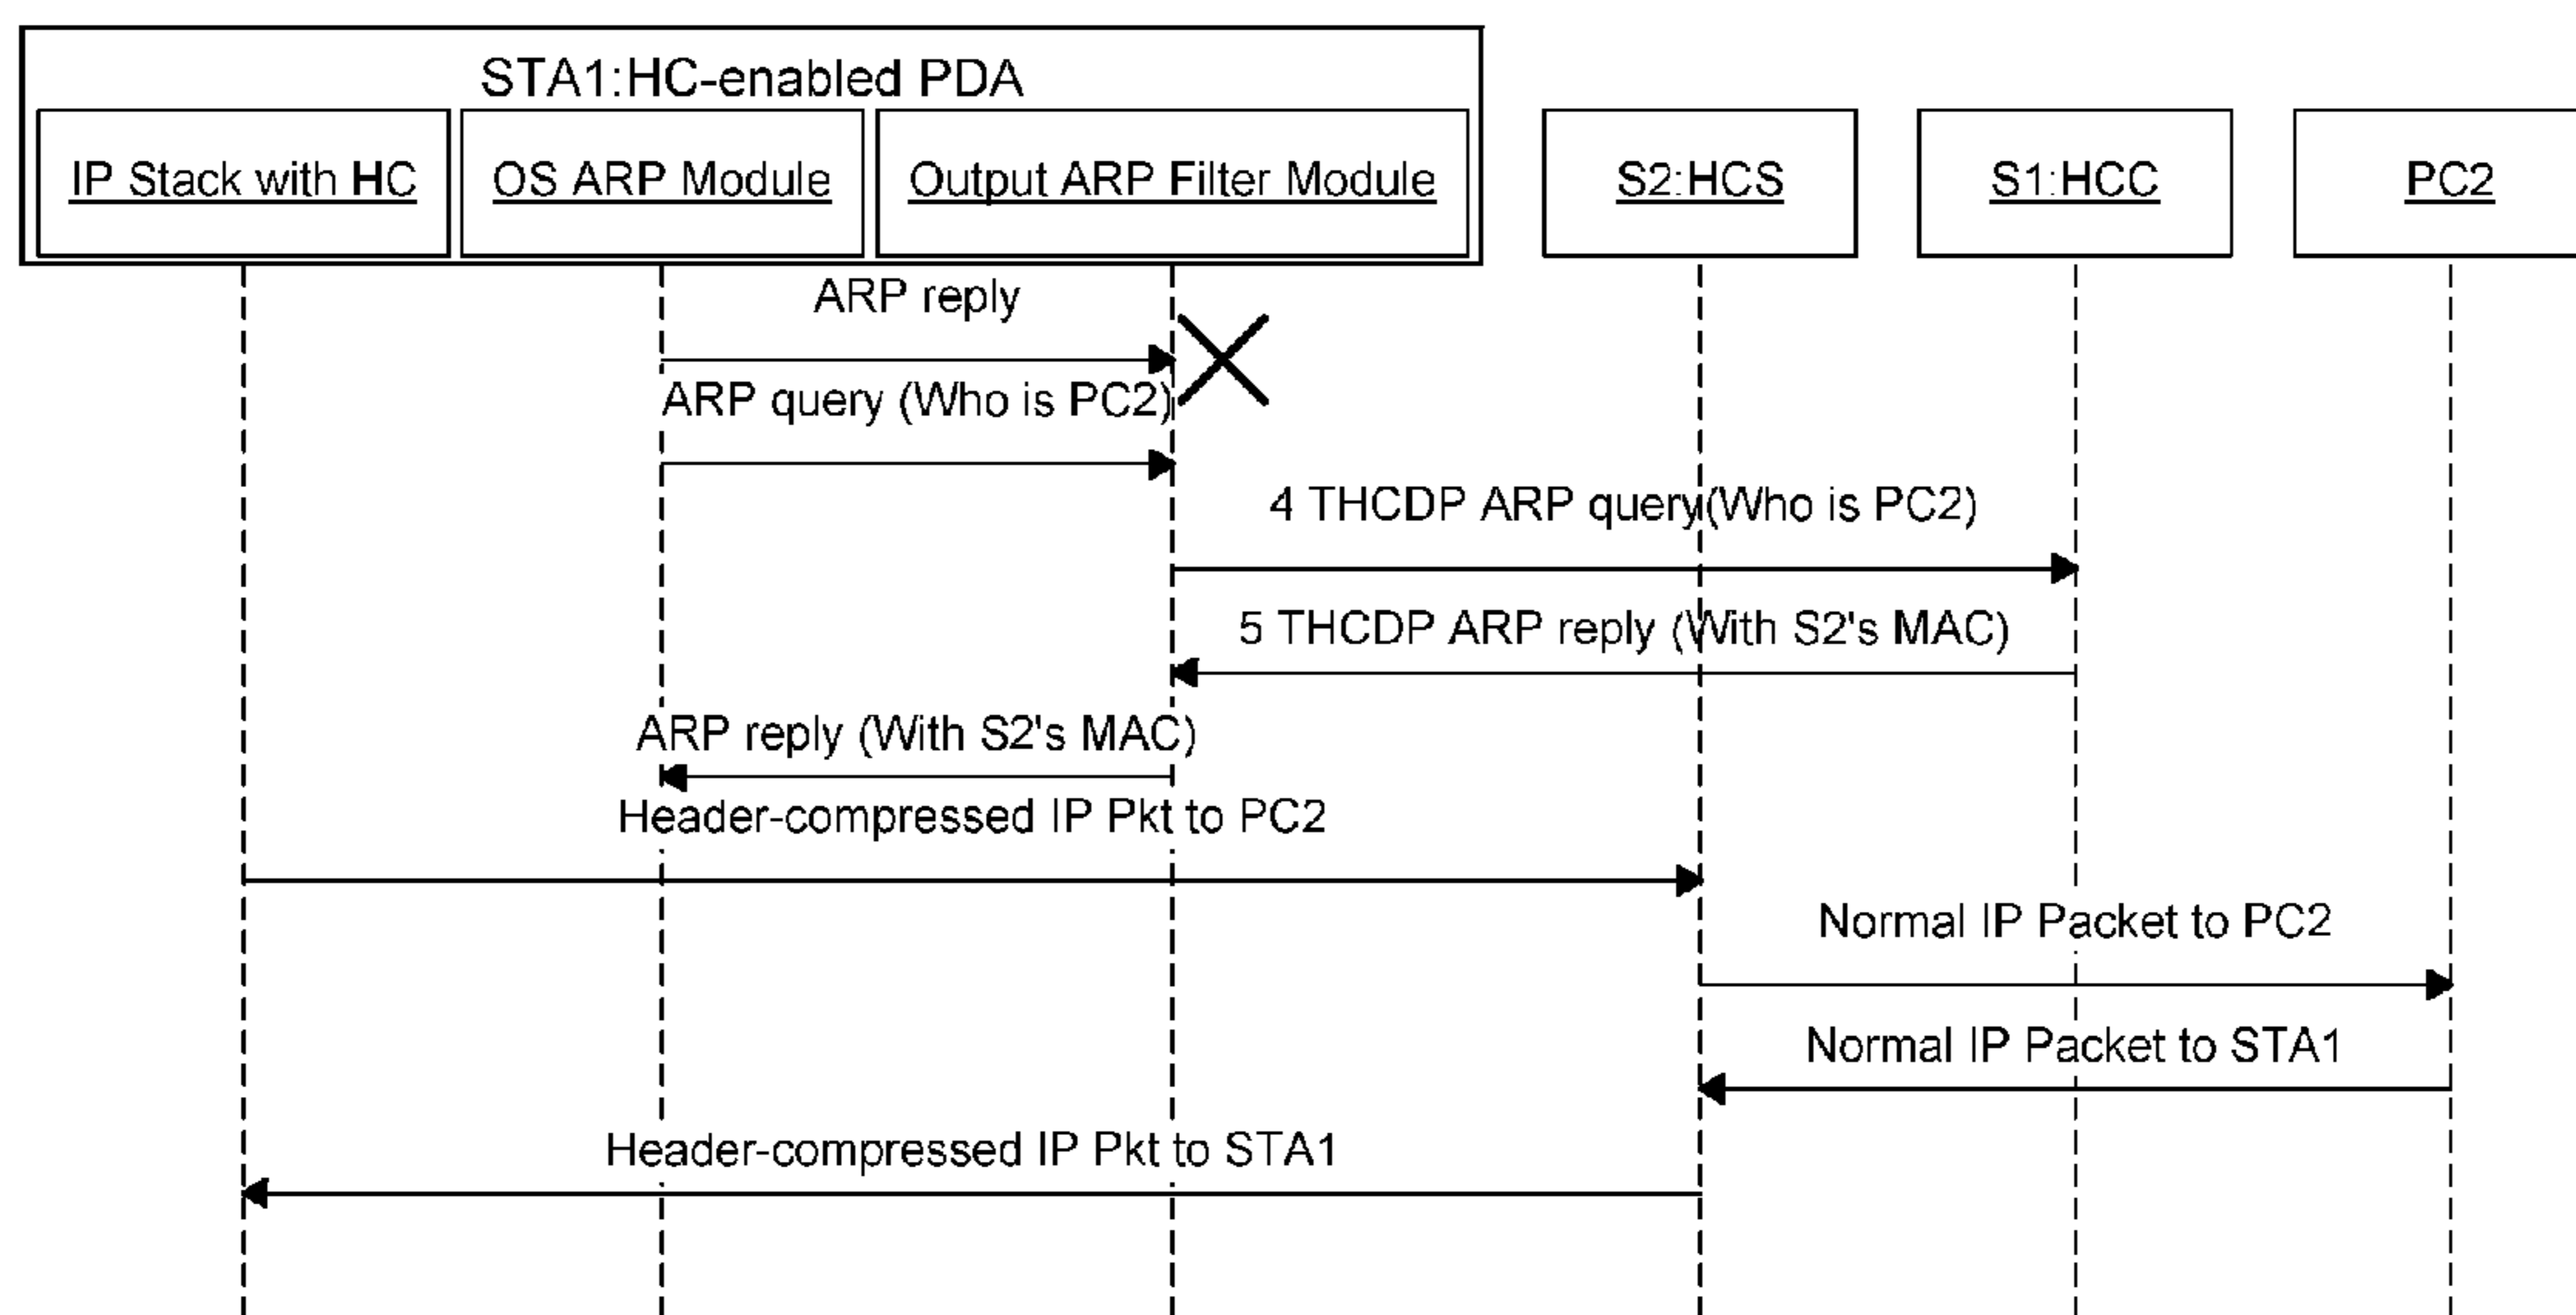 STA1:HC-enabled PDA
IP Stack with HC
OS ARP Module
Output ARP Filter Module
S2:HCS
S1:HCC
PC2
ARP reply
ARP query (Who is PC2)
4 THCDP ARP query(Who is PC2)
5 THCDP ARP reply (With S2's MAC)
ARP reply (With S2's MAC)
Header-compressed IP Pkt to PC2
Normal IP Packet to PC2
Normal IP Packet to STA1
Header-compressed IP Pkt to STA1